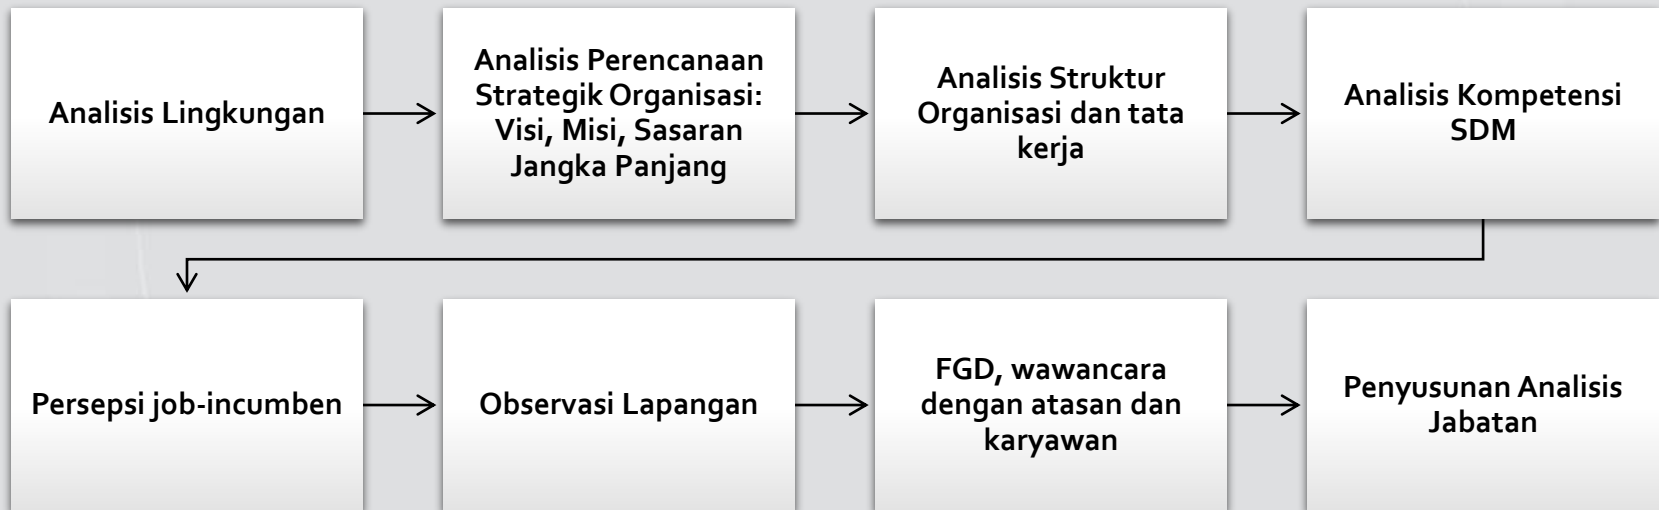 Analisis Lingkungan
Analisis Perencanaan
Strategik Organisasi:
Visi, Misi, Sasaran
Jangka Panjang
Analisis Struktur
Organisasi dan tata
kerja
Analisis Kompetensi
SDM
Persepsi job-incumben
Observasi Lapangan
FGD, wawancara
dengan atasan dan
karyawan
Penyusunan Analisis
Jabatan